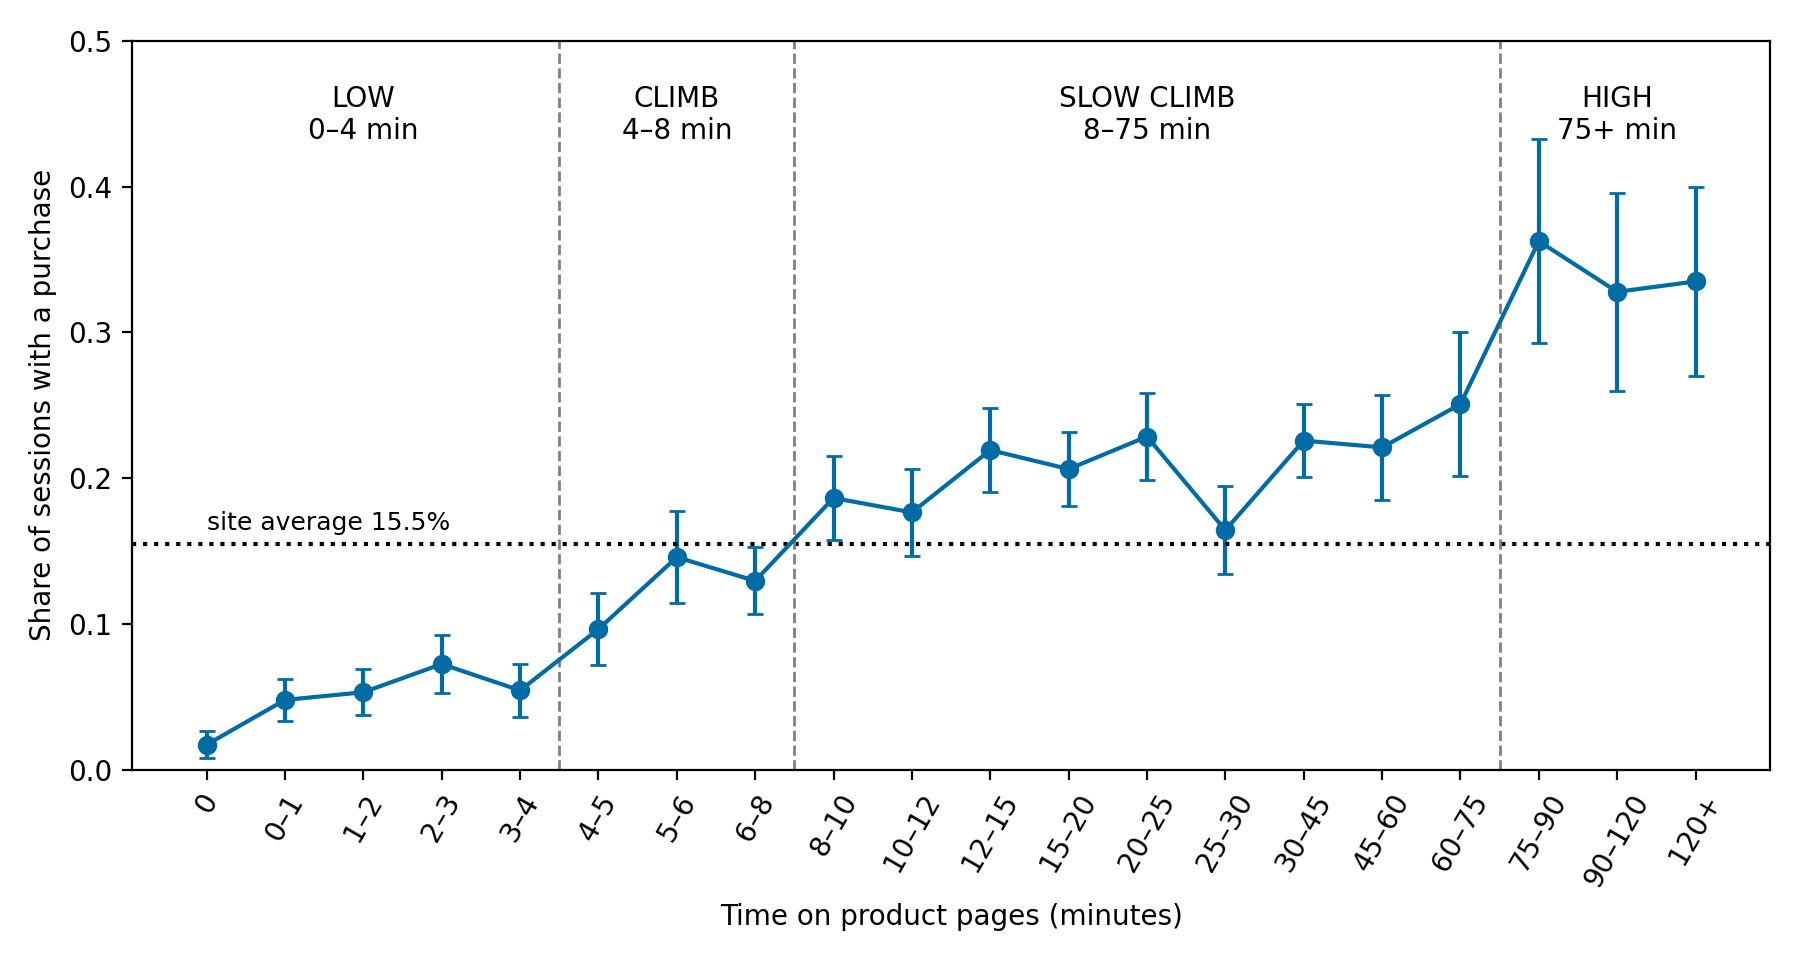 0.5
0.4
0.3
0.2
0.1
0.0
Share of sessions with a purchase
LOW
0–4 min
CLIMB
4–8 min
SLOW CLIMB
8–75 min
HIGH
75+ min
site average 15.5%
0
0–1
1–2
2–3
3–4
4–5
5–6
6–8
8–10
10–12
12–15
15–20
20–25
25–30
30–45
45–60
60–75
75–90
90–120
120+
Time on product pages (minutes)